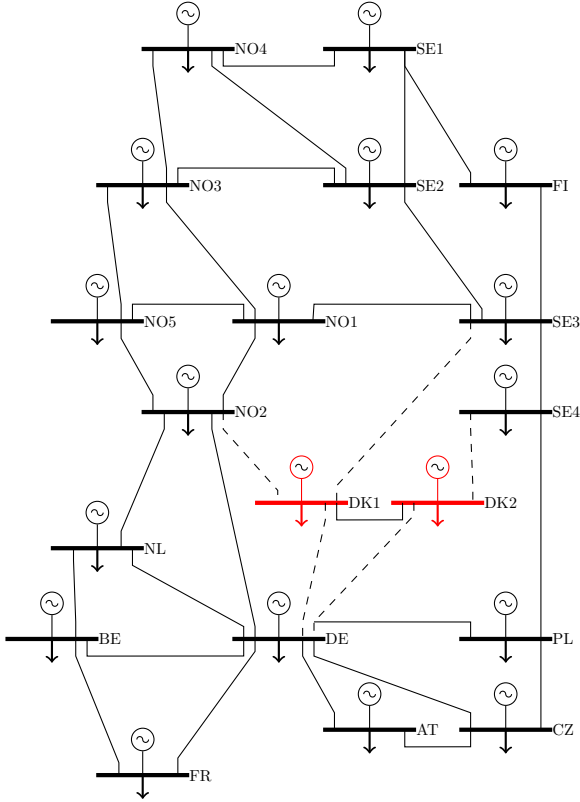 NO4
SE1
NO3
SE2
FI
NO5
NO1
SE3
NO2
SE4
DK1
DK2
NL
BE
DE
PL
AT
CZ
FR